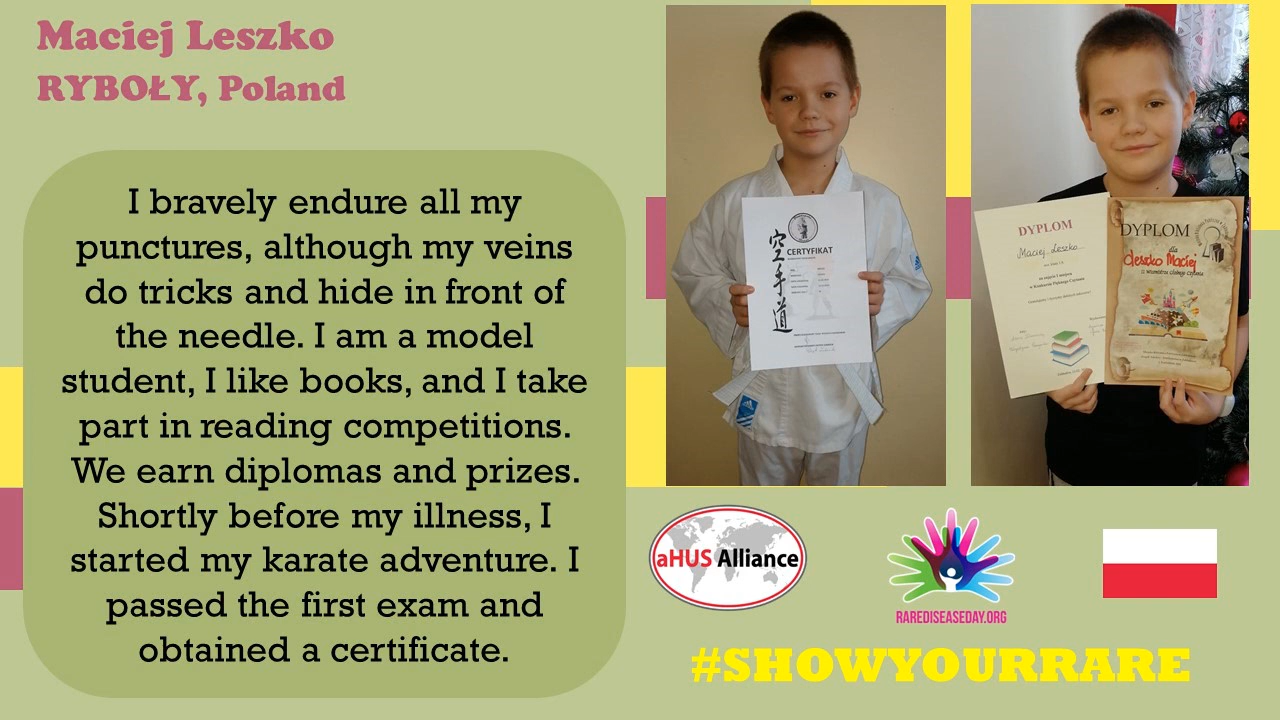 Maciej Leszko
RYBOŁY, Poland
I bravely endure all my
punctures, although my veins
do tricks and hide in front of
the needle. I am a model
student, I like books, and I take
part in reading competitions.
We earn diplomas and prizes.
Shortly before my illness, I
started my karate adventure. I
passed the first exam and
obtained a certificate.
CERTYFIKAT
空
手
道
DYPLOM
Maciej Leszko
DYPLOM
dla
Leszko Maciej
aHUS Alliance
RAREDISEASEDAY.ORG
#SHOWYOURRARE